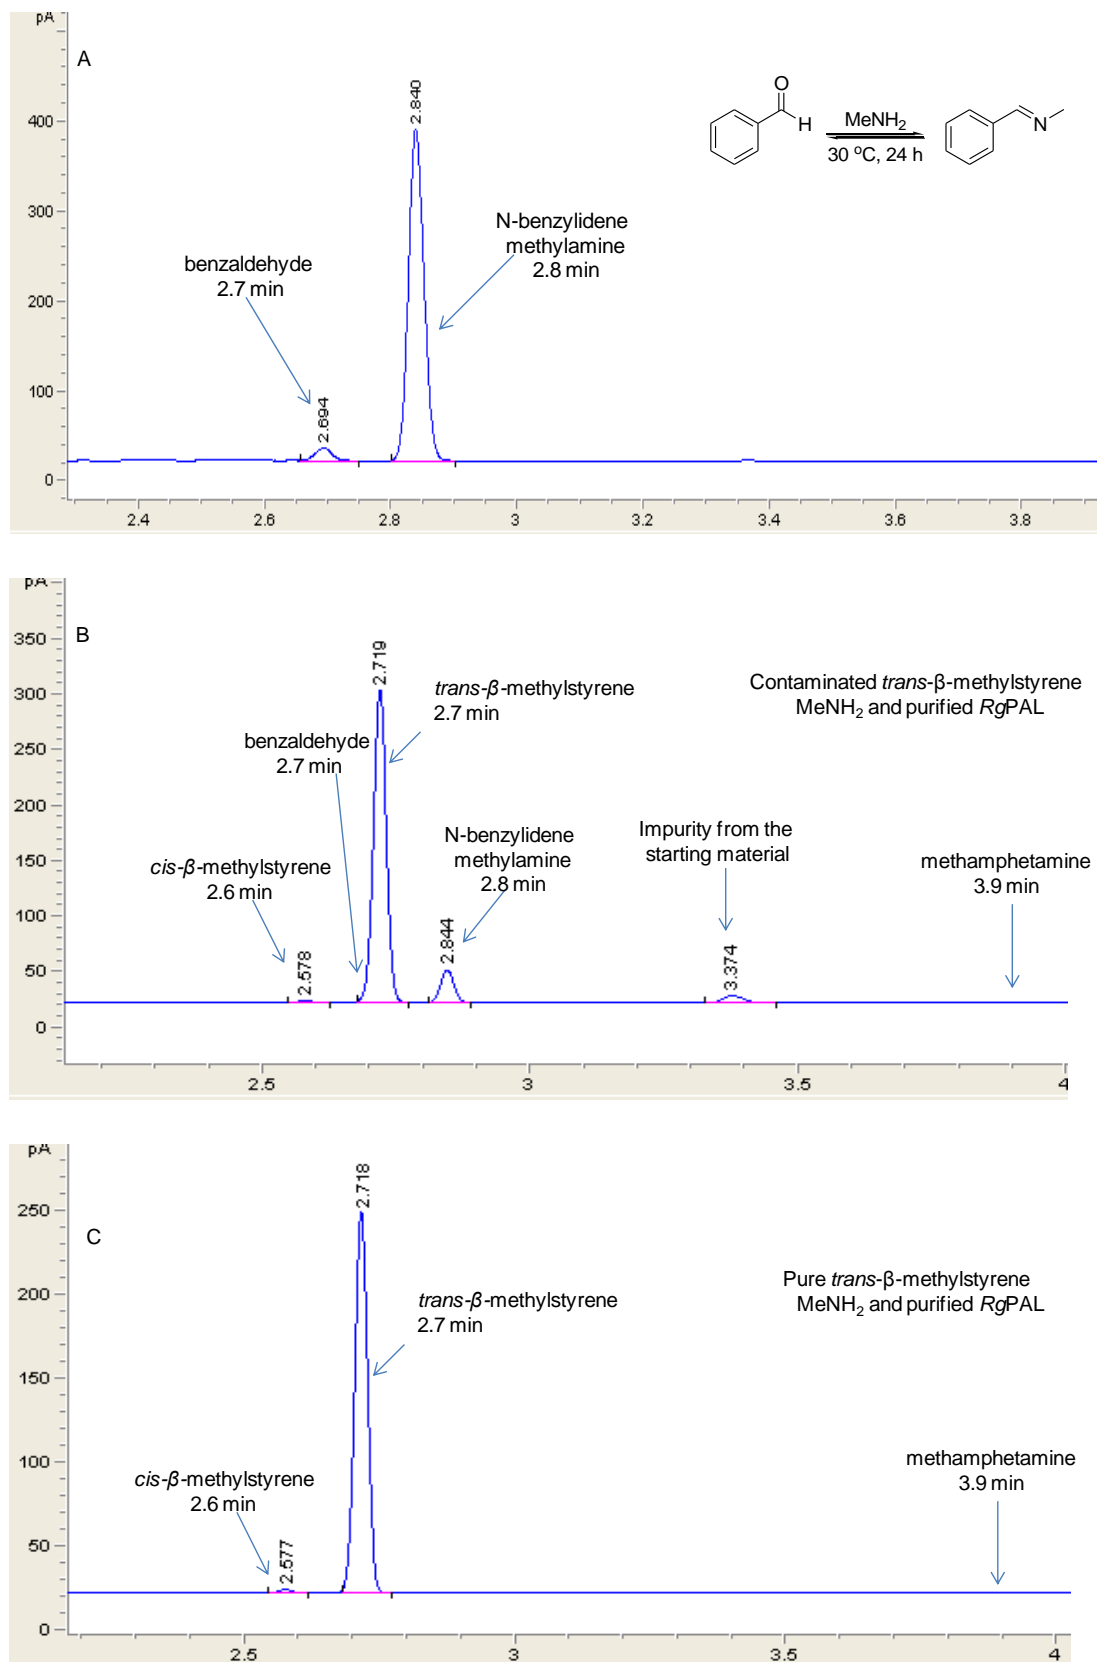 pA
A
400
300
200
100
0
2.694
2.840
benzaldehyde
2.7 min
N-benzylidene
methylamine
2.8 min
O
H
MeNH₂
30 ºC, 24 h
N
2.4
2.6
2.8
3
3.2
3.4
3.6
3.8
pA
B
350
300
250
200
150
100
50
0
2.578
2.719
2.844
3.374
trans-β-methylstyrene
2.7 min
Contaminated trans-β-methylstyrene
MeNH₂ and purified RgPAL
benzaldehyde
2.7 min
cis-β-methylstyrene
2.6 min
N-benzylidene
methylamine
2.8 min
Impurity from the
starting material
methamphetamine
3.9 min
2.5
3
3.5
4
pA
C
250
200
150
100
50
0
2.577
2.718
trans-β-methylstyrene
2.7 min
Pure trans-β-methylstyrene
MeNH₂ and purified RgPAL
cis-β-methylstyrene
2.6 min
methamphetamine
3.9 min
2.5
3
3.5
4